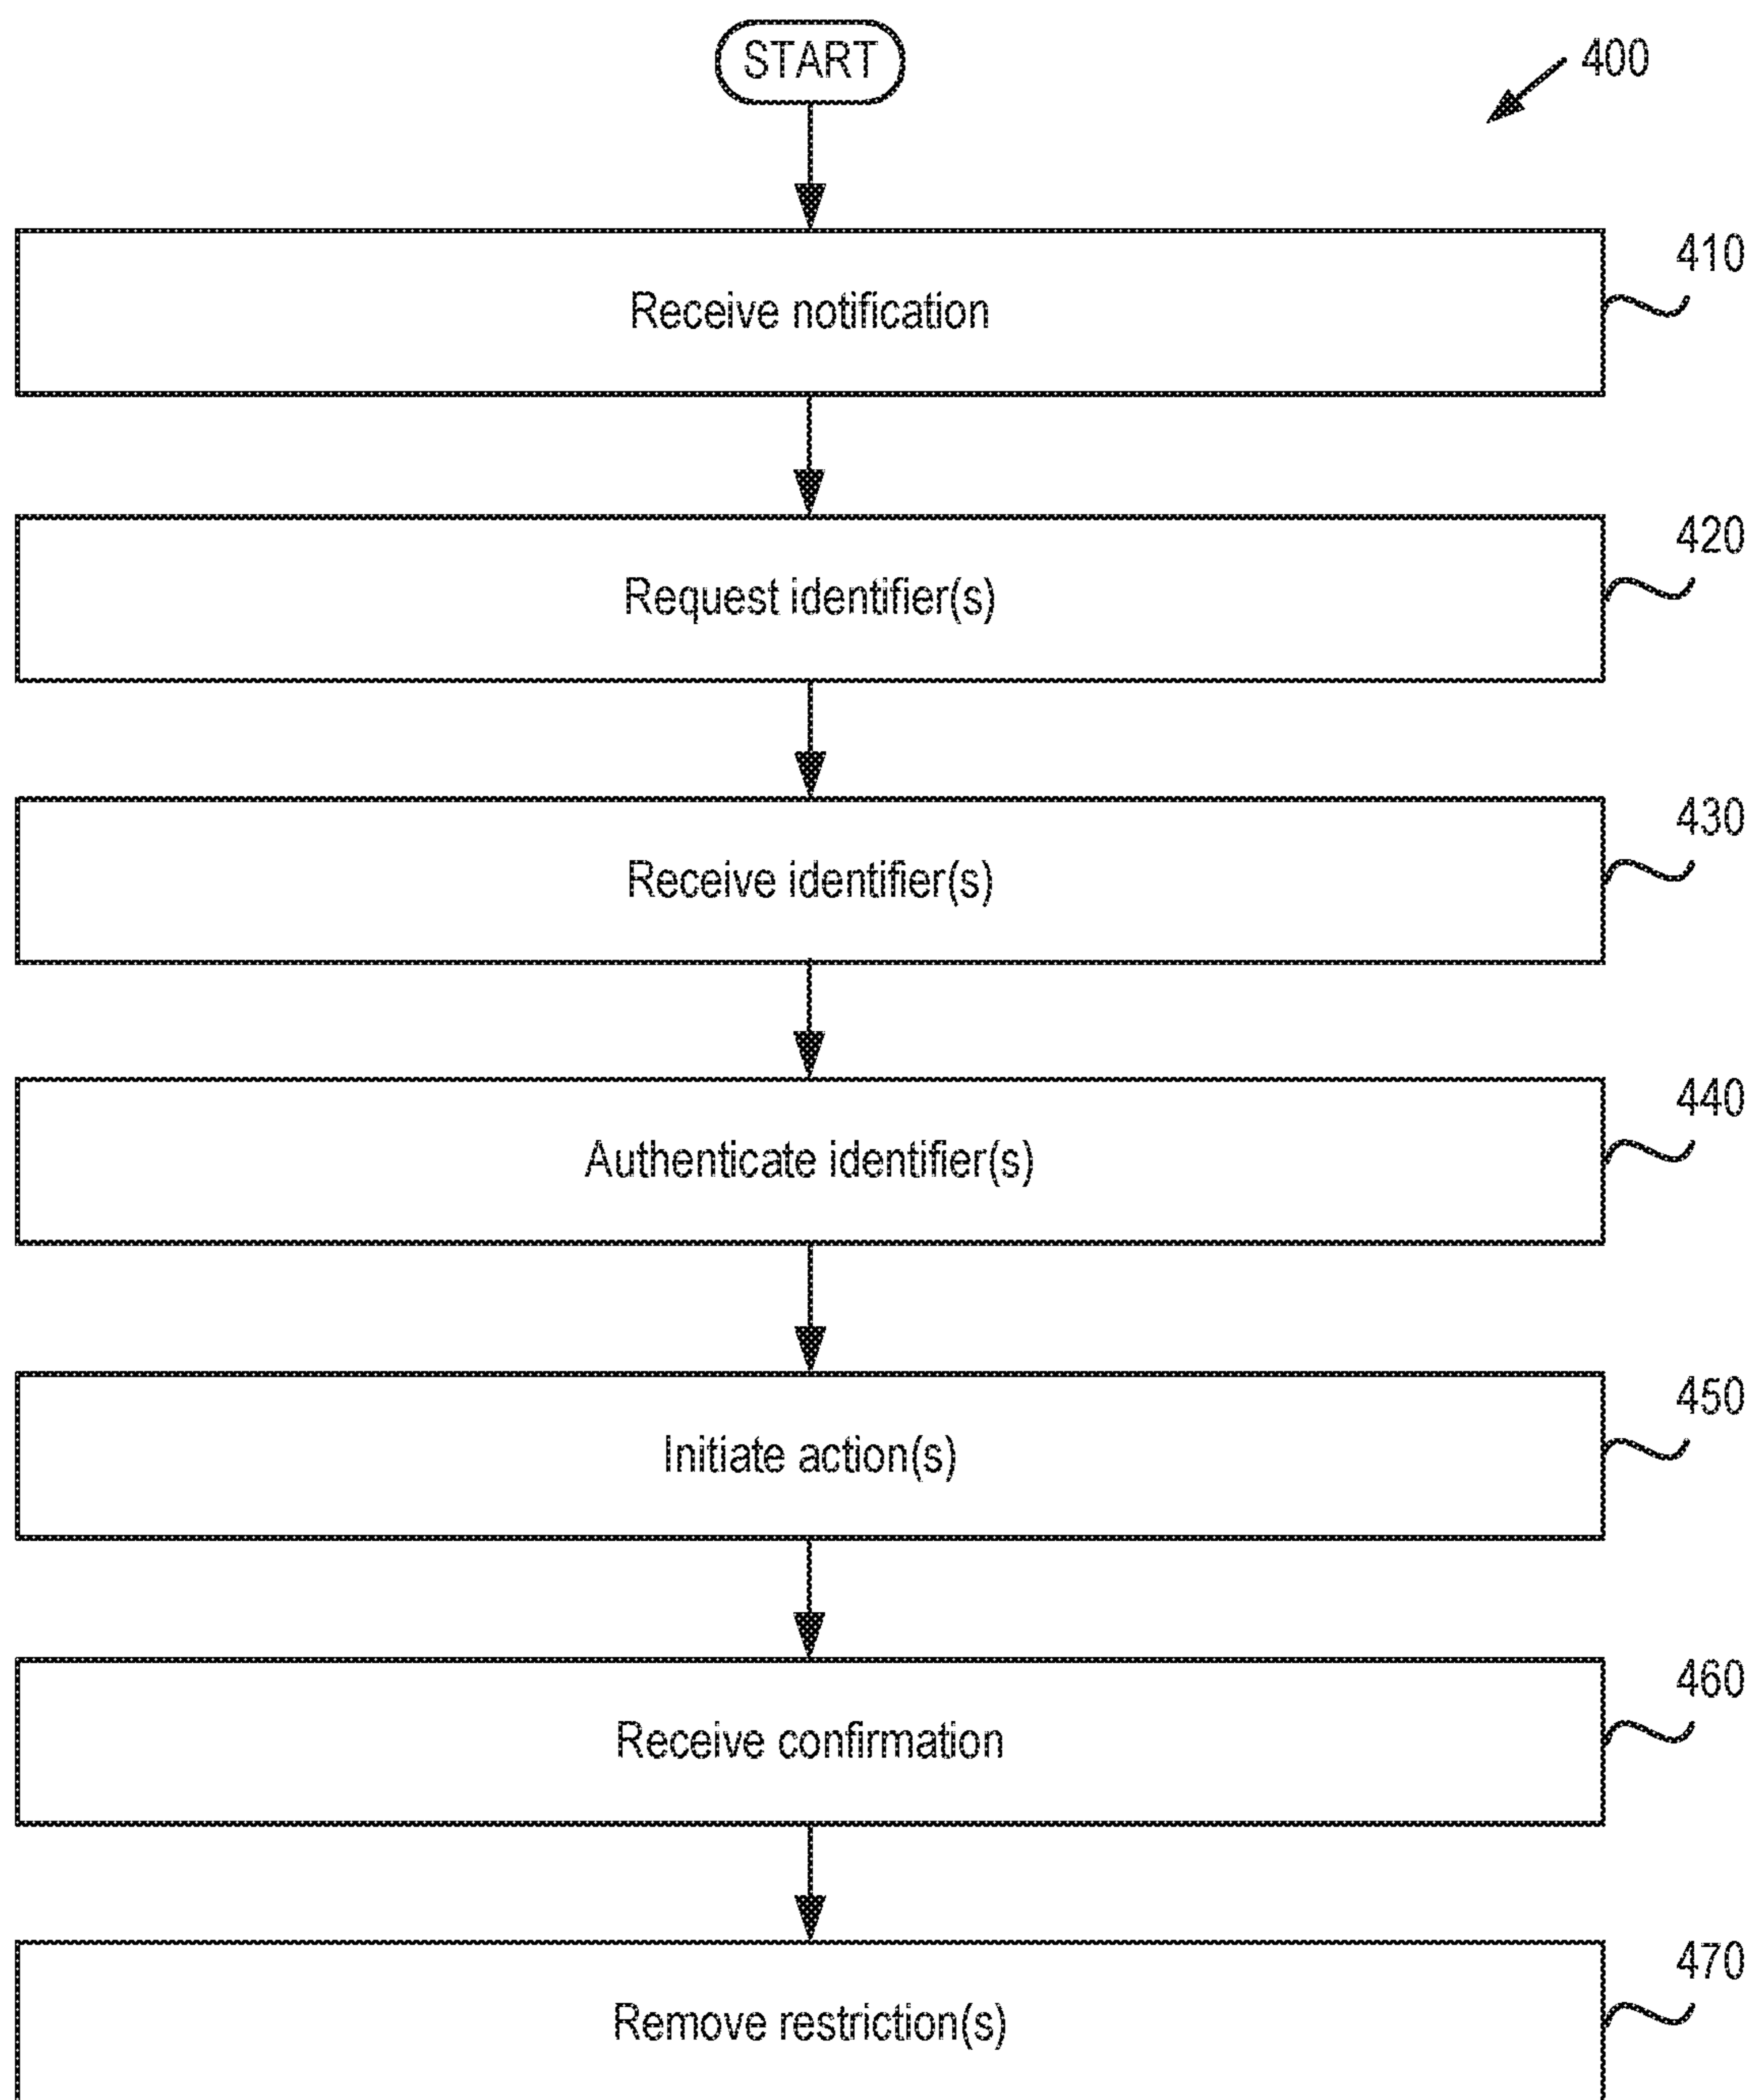 START
400
410
Receive notification
420
Request identifier(s)
430
Receive identifier(s)
440
Authenticate identifier(s)
450
Initiate action(s)
460
Receive confirmation
470
Remove restriction(s)